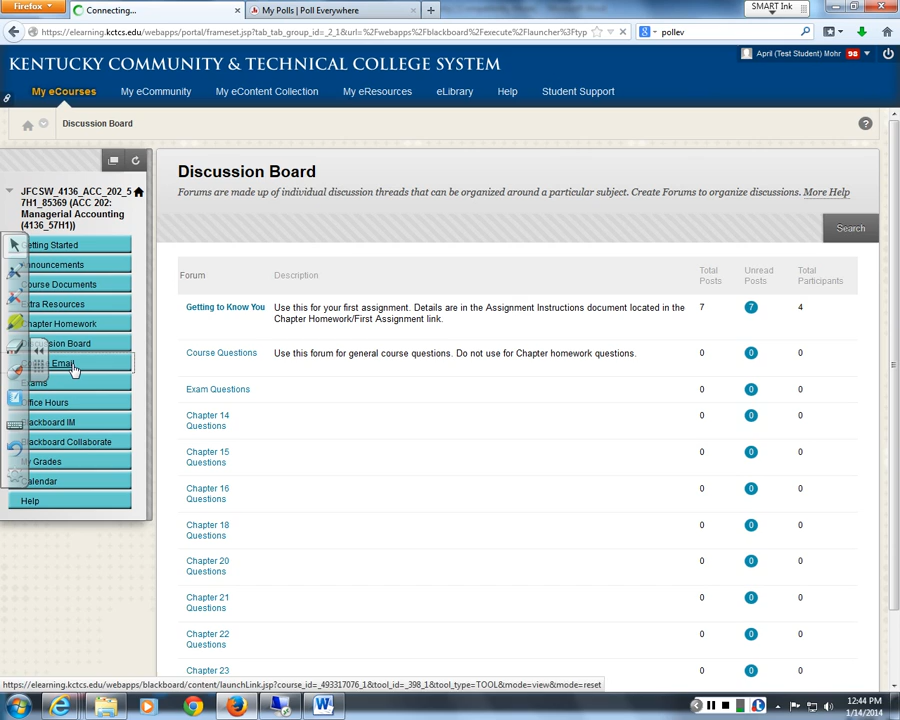 Firefox
Connecting...
My Polls | Poll Everywhere
SMART Ink
https://elearning.kctcs.edu/webapps/portal/frameset.jsp?tab_tab_group_id=_2_1&url=%2Fwebapps%2Fblackboard%2Fexecute%2Flauncher%3Ftyp
pollev
KENTUCKY COMMUNITY & TECHNICAL COLLEGE SYSTEM
April (Test Student) Mohr 98
My eCourses
My eCommunity
My eContent Collection
My eResources
eLibrary
Help
Student Support
Discussion Board
JFCSW_4136_ACC_202_5
7H1_85369 (ACC 202:
Managerial Accounting
(4136_57H1))
Getting Started
nnouncements
ourse Documents
xtra Resources
hapter Homework
ussion Board
Email
Exams
ffice Hours
lackboard IM
lackboard Collaborate
y Grades
alendar
Help
Discussion Board
Forums are made up of individual discussion threads that can be organized around a particular subject. Create Forums to organize discussions. More Help
Search
Forum
Description
Total Posts
Unread Posts
Total Participants
Getting to Know You
Use this for your first assignment. Details are in the Assignment Instructions document located in the
Chapter Homework/First Assignment link.
7 7 4
Course Questions
Use this forum for general course questions. Do not use for Chapter homework questions.
0 0 0
Exam Questions 0 0 0
Chapter 14 0 0 0
Questions
Chapter 15 0 0 0
Questions
Chapter 16 0 0 0
Questions
Chapter 18 0 0 0
Questions
Chapter 20 0 0 0
Questions
Chapter 21 0 0 0
Questions
Chapter 22 0 0 0
Questions
Chapter 23 0 0 0
https://elearning.kctcs.edu/webapps/blackboard/content/launchLink.jsp?course_id=_493317076_1&tool_id=_398_1&tool_type=TOOL&mode=view&mode=reset
12:44 PM
1/14/2014